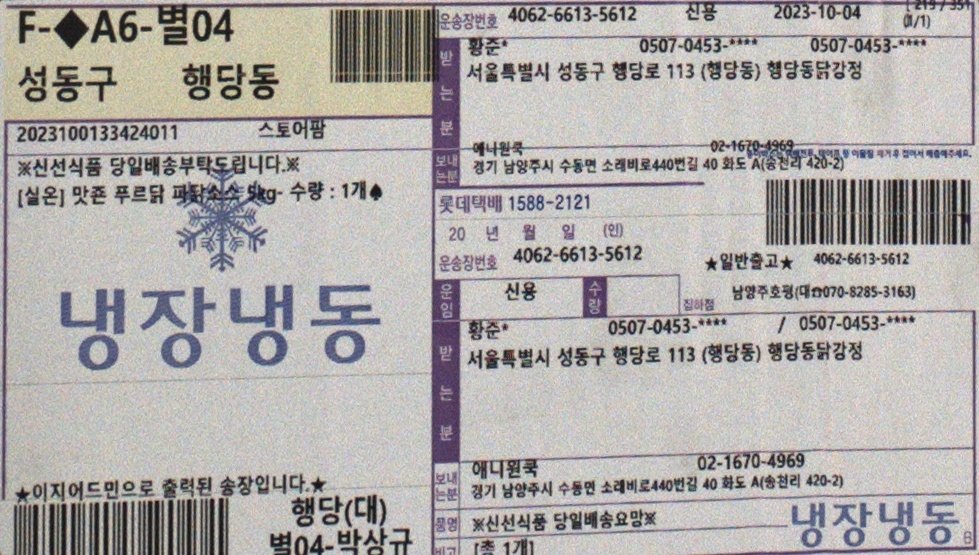 F-◆A6-별04
성동구 행당동
2023100133424011 스토어팜
※신선식품 당일배송부탁드립니다.※
[실온] 맛죤 푸르닭 파닭소스 5kg- 수량 : 1개♠
냉장냉동
★이지어드민으로 출력된 송장입니다.★
행당(대)
별04-박상규
운송장번호 4062-6613-5612 신용 2023-10-04
(1/1)
받는분
황준* 0507-0453-**** 0507-0453-****
서울특별시 성동구 행당로 113 (행당동) 행당동닭강정
보내는분
애니원쿡 02-1670-4969
경기 남양주시 수동면 소래비로440번길 40 화도 A(송천리 420-2)
롯데택배 1588-2121
20 년 월 일 (인)
운송장번호 4062-6613-5612
★일반출고★ 4062-6613-5612
운임 신용 수량 집하점 남양주호평(대☎070-8285-3163)
받는분
황준* 0507-0453-**** / 0507-0453-****
서울특별시 성동구 행당로 113 (행당동) 행당동닭강정
보내는분
애니원쿡 02-1670-4969
경기 남양주시 수동면 소래비로440번길 40 화도 A(송천리 420-2)
품명 ※신선식품 당일배송요망※
냉장냉동
비고 [총 1개]